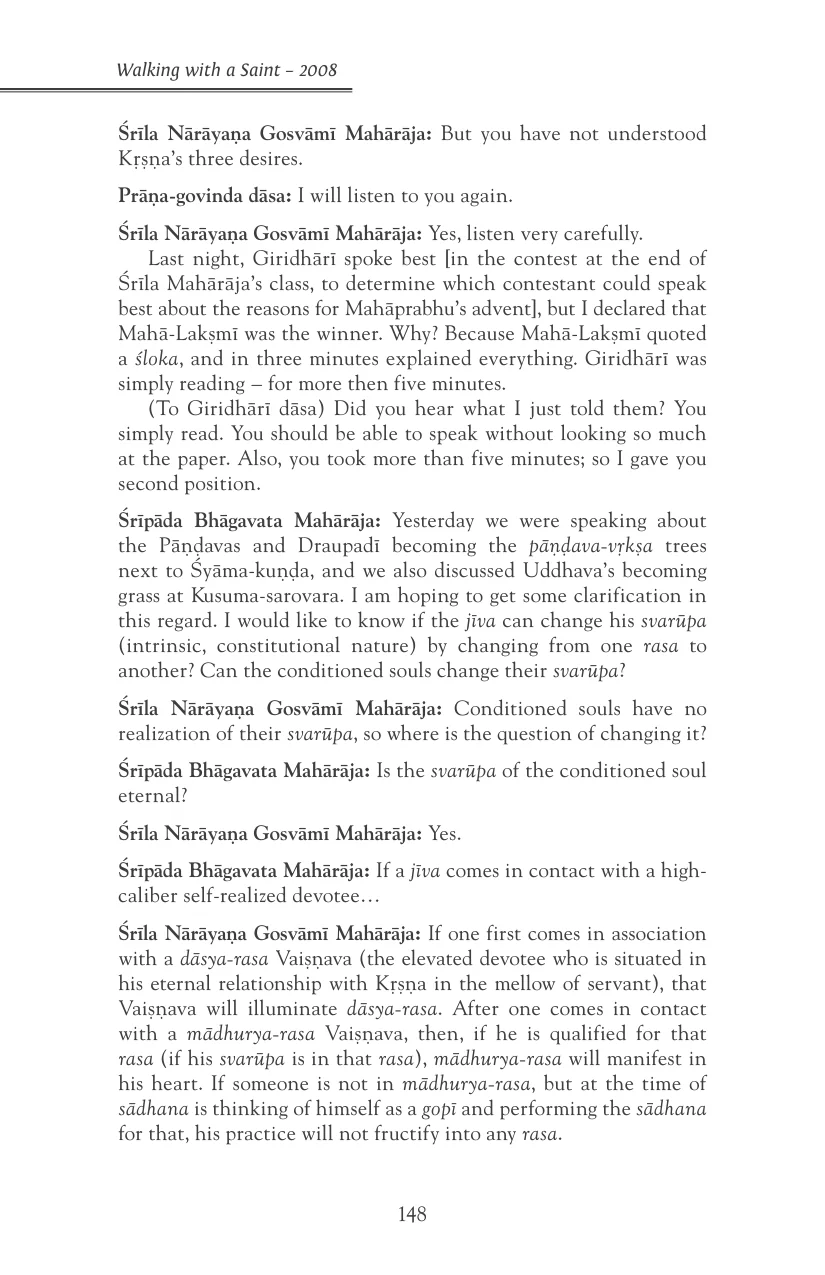 Walking with a Saint – 2008
Śrīla Nārāyaṇa Gosvāmī Mahārāja: But you have not understood
Kṛṣṇa’s three desires.
Prāṇa-govinda dāsa: I will listen to you again.
Śrīla Nārāyaṇa Gosvāmī Mahārāja: Yes, listen very carefully.
Last night, Giridhārī spoke best [in the contest at the end of
Śrīla Mahārāja’s class, to determine which contestant could speak
best about the reasons for Mahāprabhu’s advent], but I declared that
Mahā-Lakṣmī was the winner. Why? Because Mahā-Lakṣmī quoted
a śloka, and in three minutes explained everything. Giridhārī was
simply reading – for more then five minutes.
(To Giridhārī dāsa) Did you hear what I just told them? You
simply read. You should be able to speak without looking so much
at the paper. Also, you took more than five minutes; so I gave you
second position.
Śrīpāda Bhāgavata Mahārāja: Yesterday we were speaking about
the Pāṇḍavas and Draupadī becoming the pāṇḍava-vṛkṣa trees
next to Śyāma-kuṇḍa, and we also discussed Uddhava’s becoming
grass at Kusuma-sarovara. I am hoping to get some clarification in
this regard. I would like to know if the jīva can change his svarūpa
(intrinsic, constitutional nature) by changing from one rasa to
another? Can the conditioned souls change their svarūpa?
Śrīla Nārāyaṇa Gosvāmī Mahārāja: Conditioned souls have no
realization of their svarūpa, so where is the question of changing it?
Śrīpāda Bhāgavata Mahārāja: Is the svarūpa of the conditioned soul
eternal?
Śrīla Nārāyaṇa Gosvāmī Mahārāja: Yes.
Śrīpāda Bhāgavata Mahārāja: If a jīva comes in contact with a high-
caliber self-realized devotee…
Śrīla Nārāyaṇa Gosvāmī Mahārāja: If one first comes in association
with a dāsya-rasa Vaiṣṇava (the elevated devotee who is situated in
his eternal relationship with Kṛṣṇa in the mellow of servant), that
Vaiṣṇava will illuminate dāsya-rasa. After one comes in contact
with a mādhurya-rasa Vaiṣṇava, then, if he is qualified for that
rasa (if his svarūpa is in that rasa), mādhurya-rasa will manifest in
his heart. If someone is not in mādhurya-rasa, but at the time of
sādhana is thinking of himself as a gopī and performing the sādhana
for that, his practice will not fructify into any rasa.
148